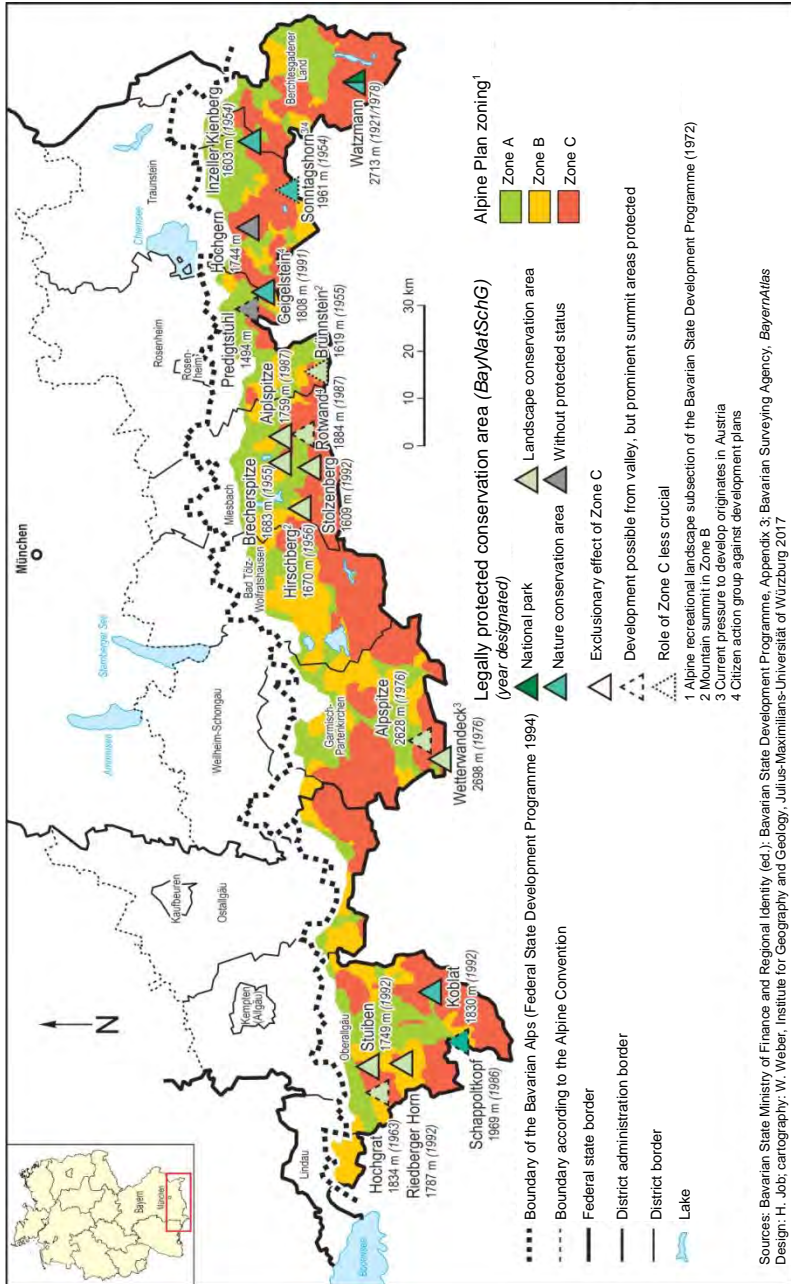 Bayern
München
N
München
Bodensee
Lindau
Kempten
(Allgäu)
Kaufbeuren
Ostallgäu
Oberallgäu
Weilheim-Schongau
Ammersee
Starnberger See
Garmisch-
Partenkirchen
Bad Tölz-
Wolfratshausen
Miesbach
Rosenheim
Rosen-
heim
Chiemsee
Traunstein
Berchtesgadener
Land
Hochgrat
1834 m (1963)
Riedberger Horn
1787 m (1992)
Stuiben
1749 m (1992)
Schappoltkopf
1969 m (1986)
Koblat
1830 m (1992)
Wetterwandeck³
2698 m (1976)
Alpspitze
2628 m (1976)
Hirschberg²
1670 m (1956)
Brecherspitze
1683 m (1955)
Stolzenberg
1609 m (1992)
Aiplspitze
1759 m (1987)
Rotwand⁴
1884 m (1987)
Brünnstein²
1619 m (1955)
Predigtstuhl
1494 m
Geigelstein⁴
1808 m (1991)
Hochgern
1744 m
Sonntagshorn³/⁴
1961 m (1954)
Inzeller Kienberg
1603 m (1954)
Watzmann
2713 m (1921/1978)
0 10 20 30 km
Boundary of the Bavarian Alps (Federal State Development Programme 1994)
Boundary according to the Alpine Convention
Federal state border
District administration border
District border
Lake
Legally protected conservation area (BayNatSchG)
(year designated)
National park
Nature conservation area
Landscape conservation area
Without protected status
Exclusionary effect of Zone C
Development possible from valley, but prominent summit areas protected
Role of Zone C less crucial
Alpine Plan zoning¹
Zone A
Zone B
Zone C
1 Alpine recreational landscape subsection of the Bavarian State Development Programme (1972)
2 Mountain summit in Zone B
3 Current pressure to develop originates in Austria
4 Citizen action group against development plans
Sources: Bavarian State Ministry of Finance and Regional Identity (ed.): Bavarian State Development Programme, Appendix 3; Bavarian Surveying Agency, BayernAtlas
Design: H. Job; cartography: W. Weber, Institute for Geography and Geology, Julius-Maximilians-Universität of Würzburg 2017